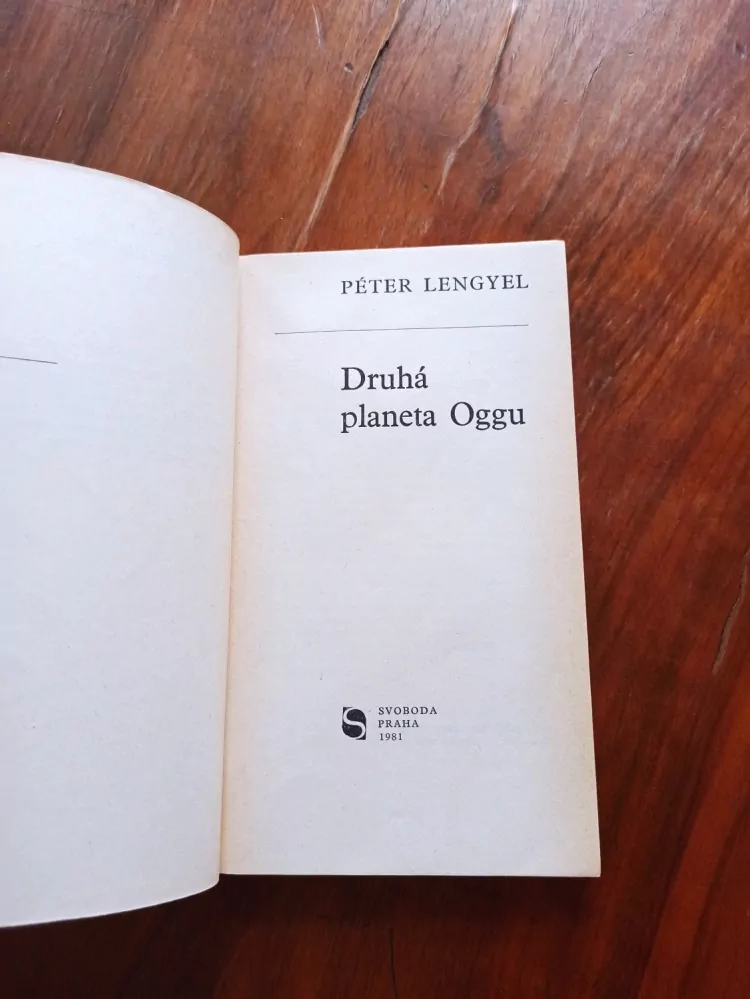 PÉTER LENGYEL
Druhá
planeta Oggu
SVOBODA
PRAHA
1981